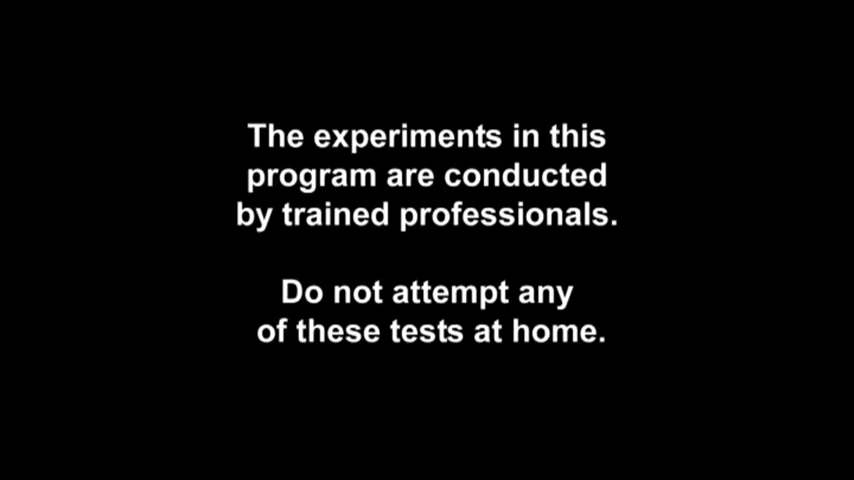 The experiments in this
program are conducted
by trained professionals.
Do not attempt any
of these tests at home.